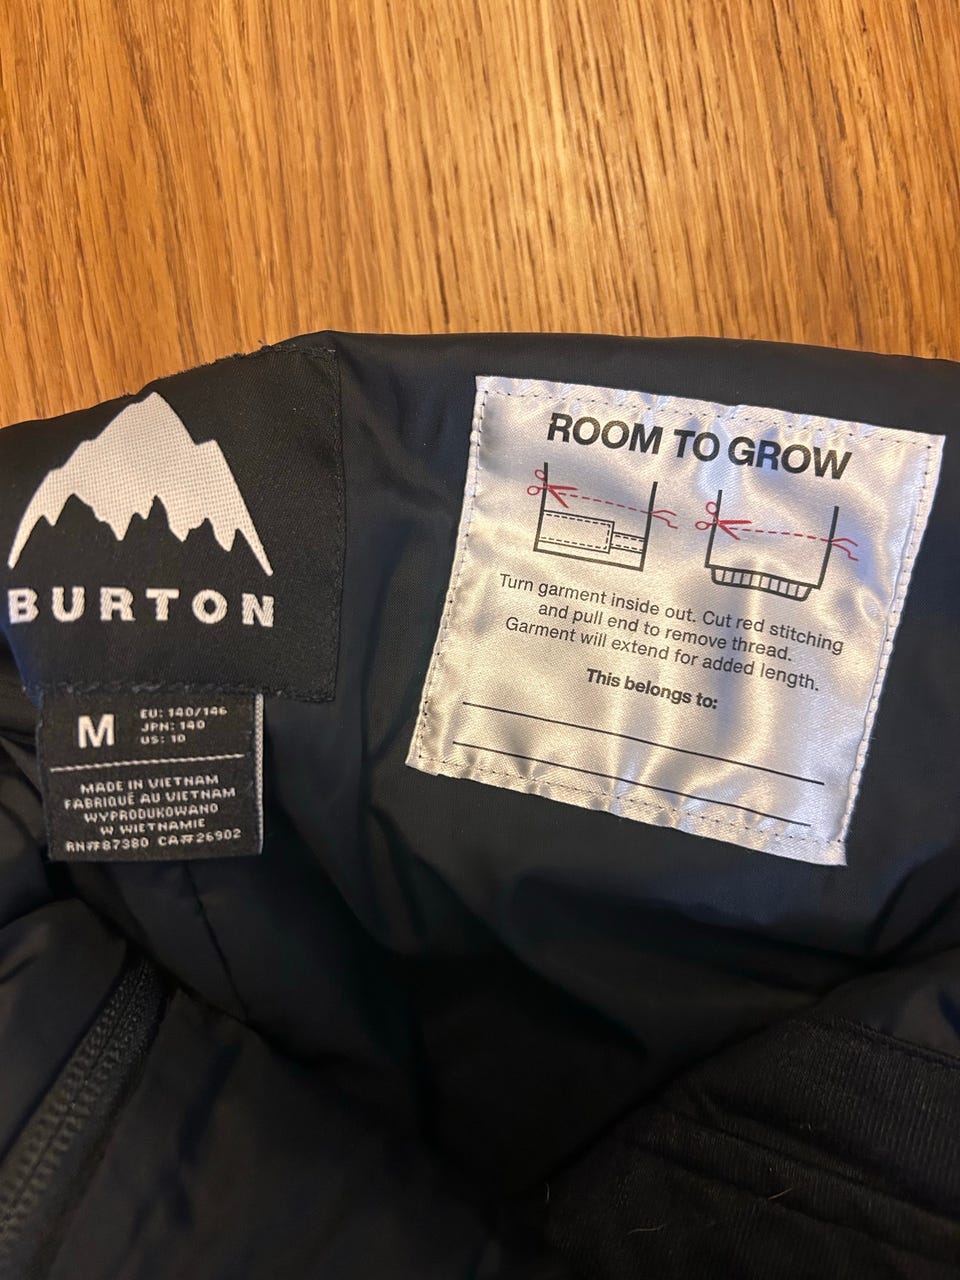 BURTON
M
EU: 140/146
JPN: 140
US: 10
MADE IN VIETNAM
FABRIQUÉ AU VIETNAM
WYPRODUKOWANO
W WIETNAMIE
RN#87380 CA#26902
ROOM TO GROW
Turn garment inside out. Cut red stitching
and pull end to remove thread.
Garment will extend for added length.
This belongs to: